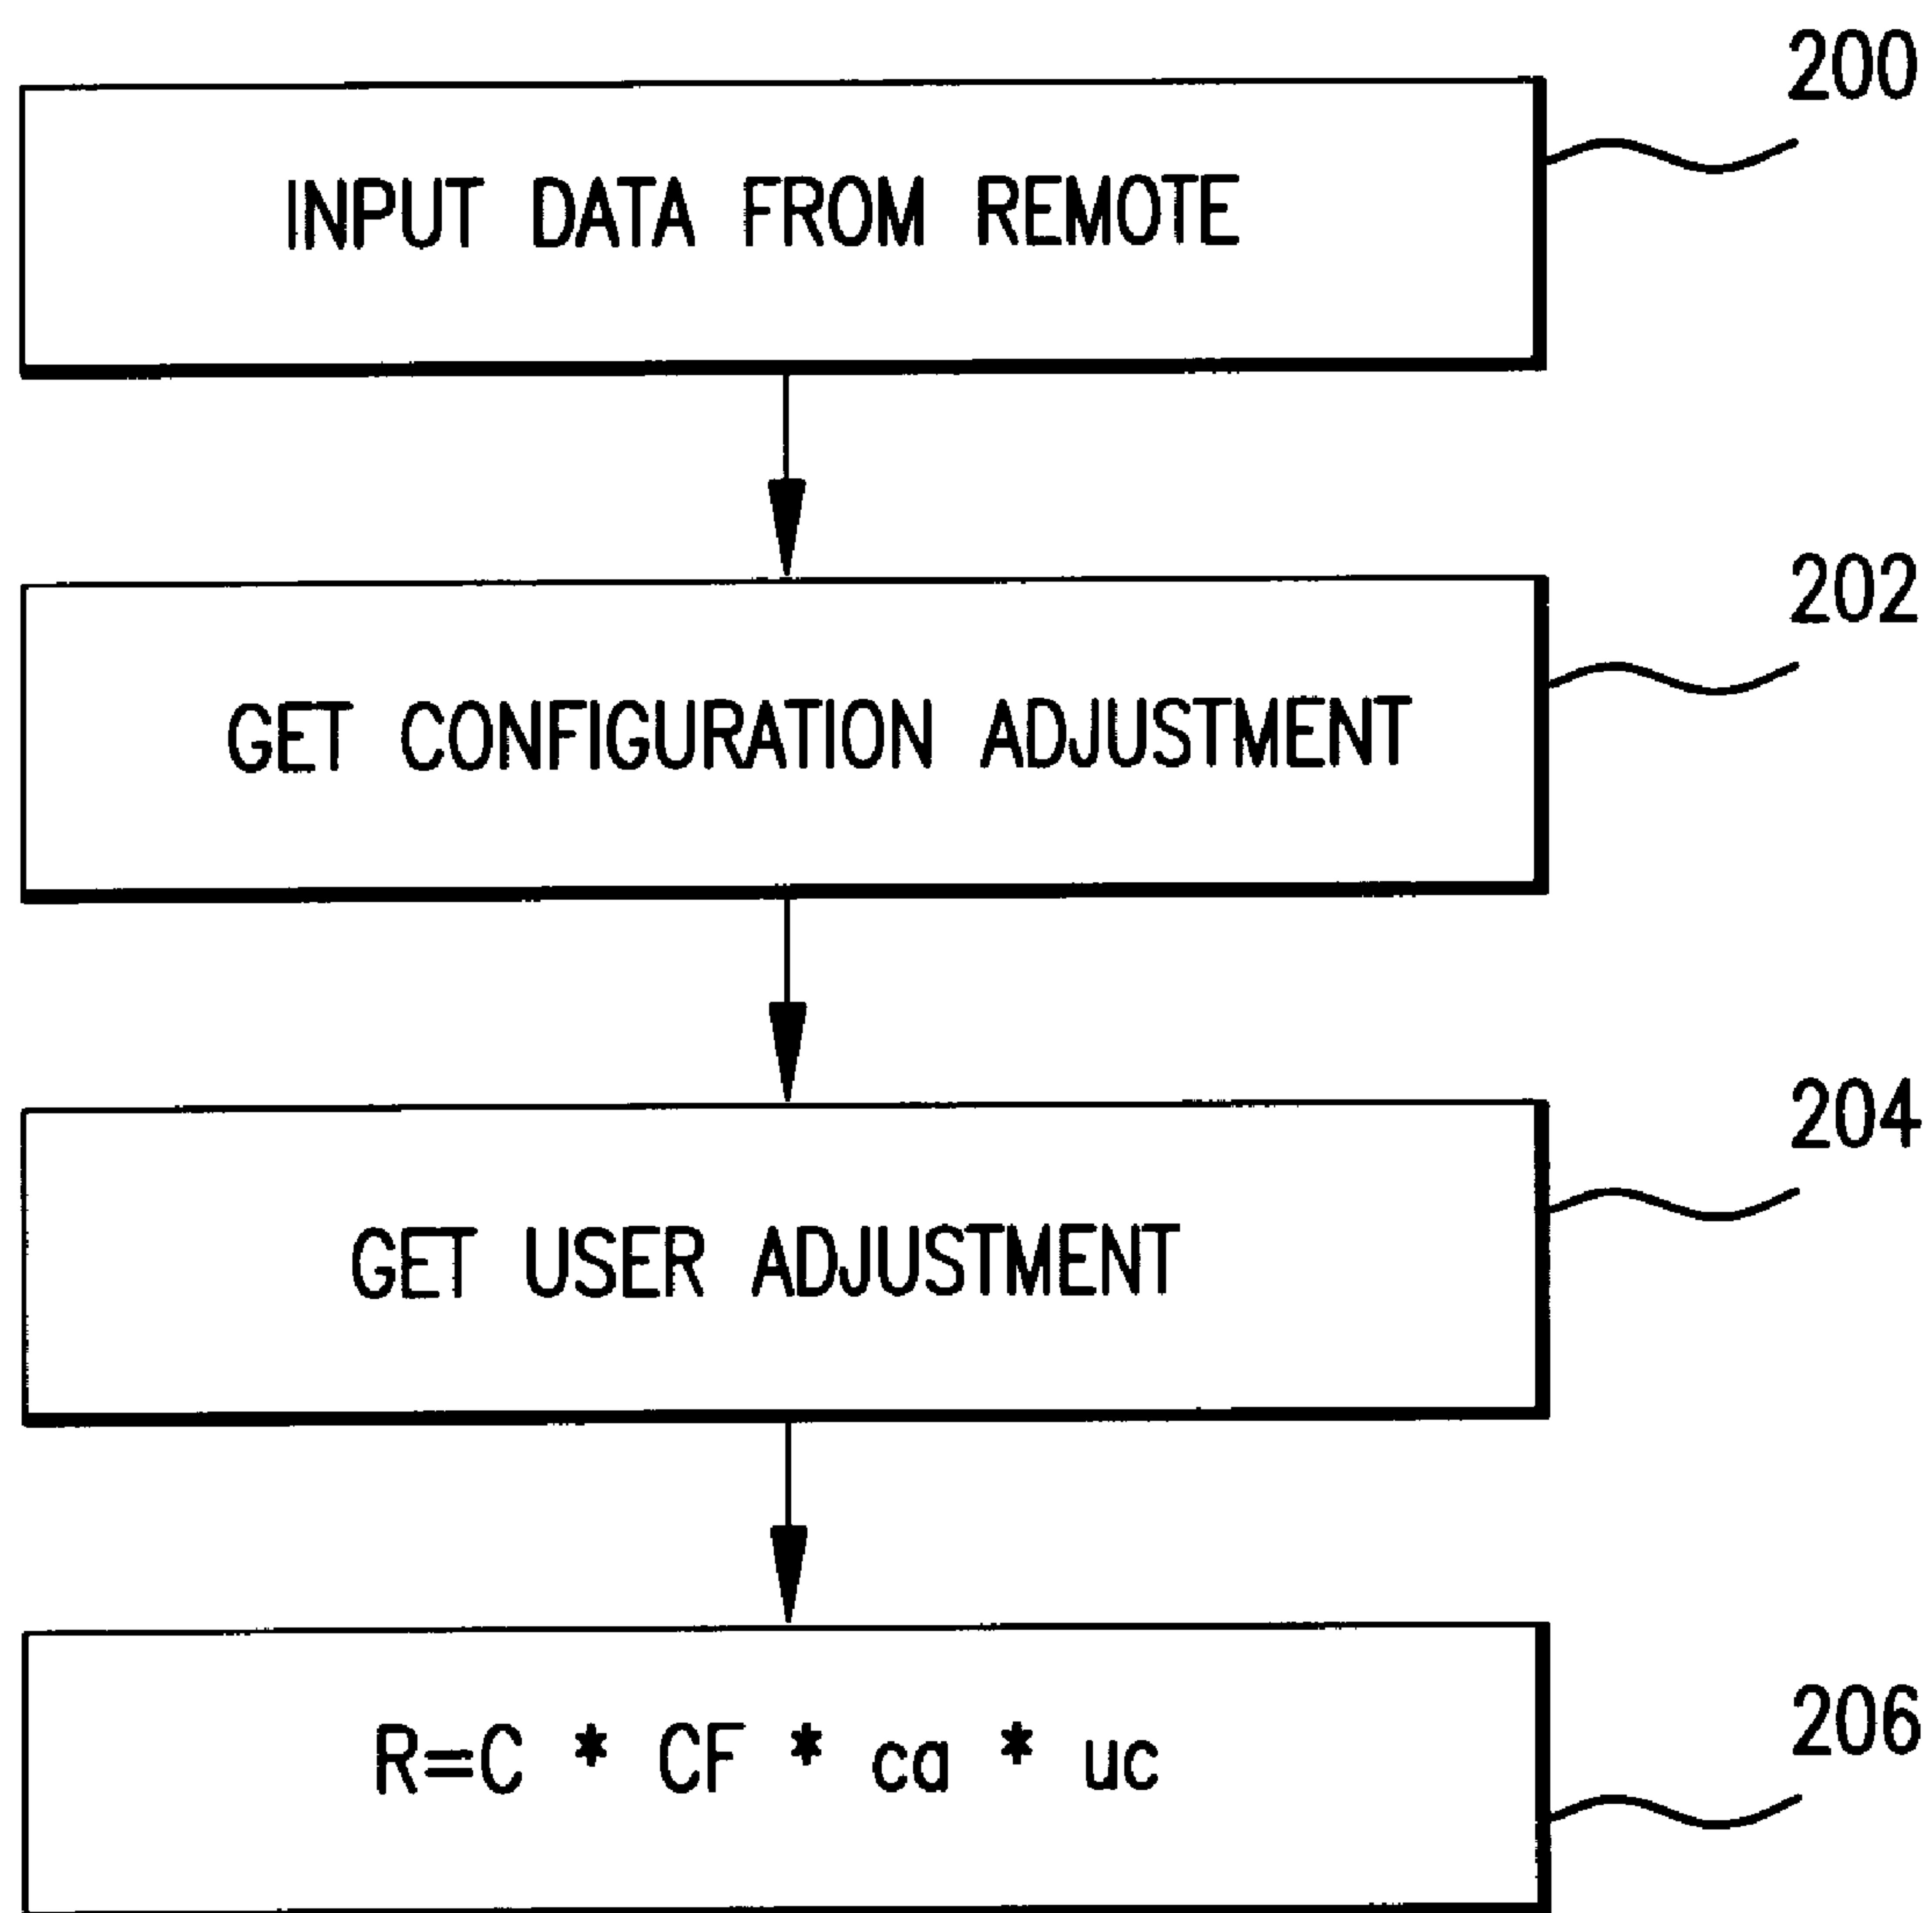 200
INPUT DATA FROM REMOTE
202
GET CONFIGURATION ADJUSTMENT
204
GET USER ADJUSTMENT
206
R=C * CF * ca * uc